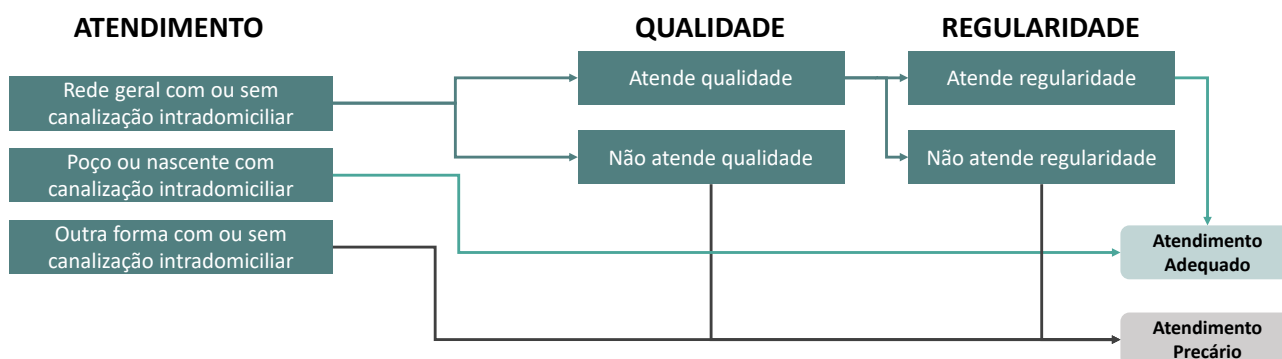 ATENDIMENTO
QUALIDADE
REGULARIDADE
Rede geral com ou sem
canalização intradomiciliar
Atende qualidade
Atende regularidade
Poço ou nascente com
canalização intradomiciliar
Não atende qualidade
Não atende regularidade
Outra forma com ou sem
canalização intradomiciliar
Atendimento
Adequado
Atendimento
Precário